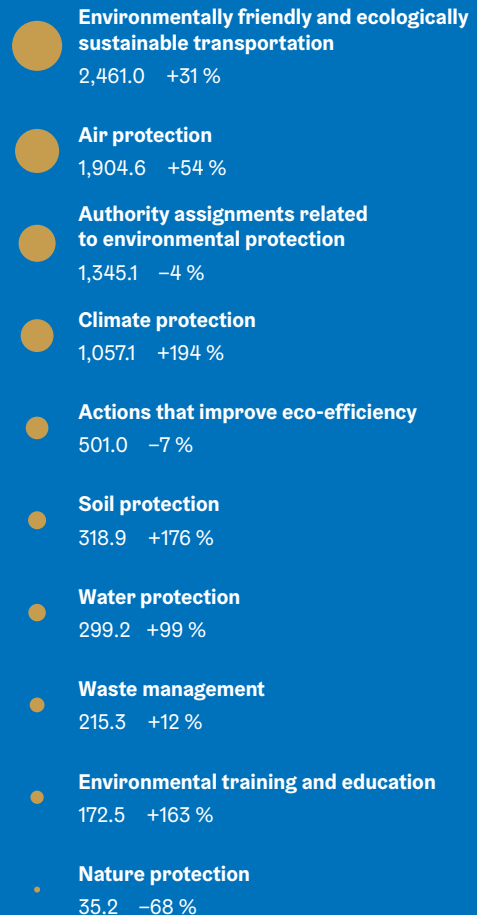 Environmentally friendly and ecologically
sustainable transportation
2,461.0 +31 %
Air protection
1,904.6 +54 %
Authority assignments related
to environmental protection
1,345.1 −4 %
Climate protection
1,057.1 +194 %
Actions that improve eco-efficiency
501.0 −7 %
Soil protection
318.9 +176 %
Water protection
299.2 +99 %
Waste management
215.3 +12 %
Environmental training and education
172.5 +163 %
Nature protection
35.2 −68 %